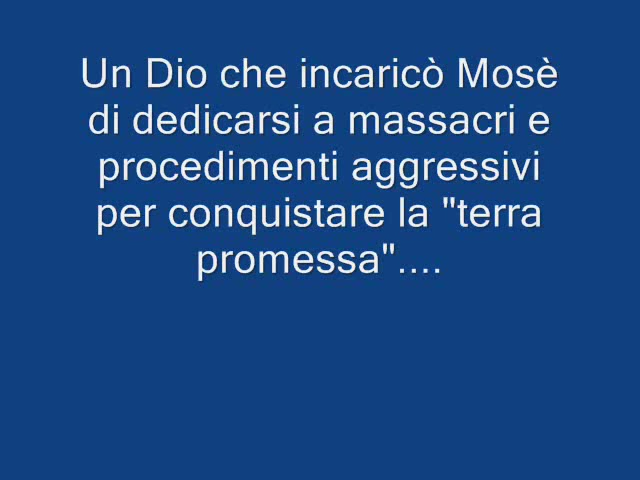 Un Dio che incaricò Mosè
di dedicarsi a massacri e
procedimenti aggressivi
per conquistare la "terra
promessa"....